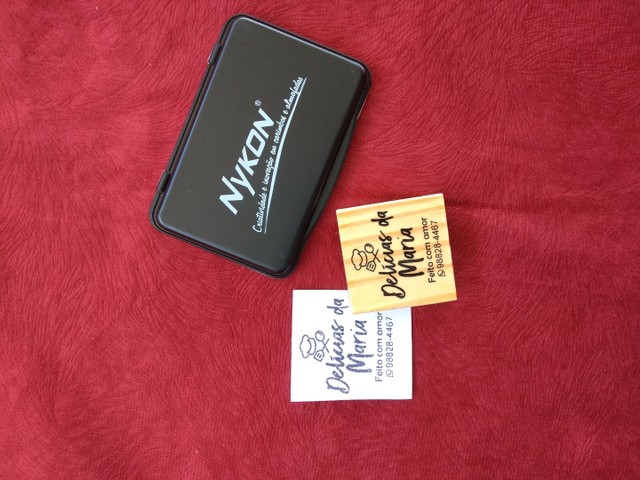 NYKON®
Criatividade e inovação em carimbos e almofadas
Delícias da
Maria
Feito com amor
98828-4467
Delícias da
Maria
Feito com amor
98828-4467